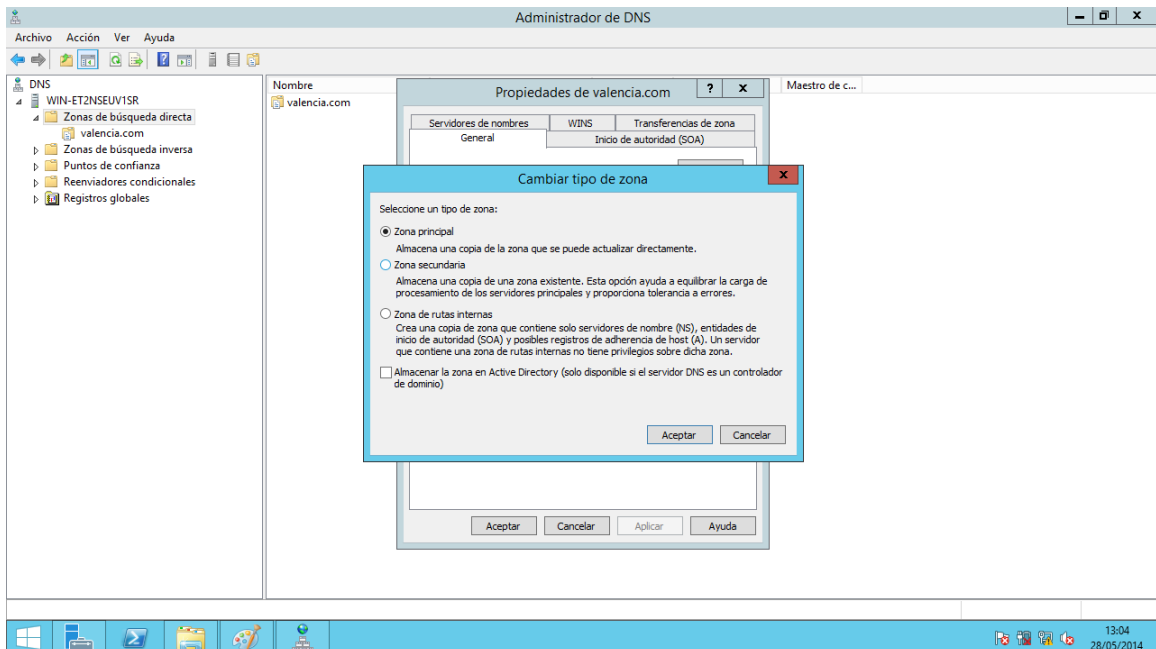 Administrador de DNS
Archivo Acción Ver Ayuda
DNS
WIN-ET2NSEUV1SR
Zonas de búsqueda directa
valencia.com
Zonas de búsqueda inversa
Puntos de confianza
Reenviadores condicionales
Registros globales
Nombre
Maestro de c...
valencia.com
Propiedades de valencia.com
? x
Servidores de nombres WINS Transferencias de zona
General Inicio de autoridad (SOA)
Cambiar tipo de zona
x
Seleccione un tipo de zona:
Zona principal
Almacena una copia de la zona que se puede actualizar directamente.
Zona secundaria
Almacena una copia de una zona existente. Esta opción ayuda a equilibrar la carga de
procesamiento de los servidores principales y proporciona tolerancia a errores.
Zona de rutas internas
Crea una copia de zona que contiene solo servidores de nombre (NS), entidades de
inicio de autoridad (SOA) y posibles registros de adherencia de host (A). Un servidor
que contiene una zona de rutas internas no tiene privilegios sobre dicha zona.
Almacenar la zona en Active Directory (solo disponible si el servidor DNS es un controlador
de dominio)
Aceptar Cancelar
Aceptar Cancelar Aplicar Ayuda
13:04
28/05/2014